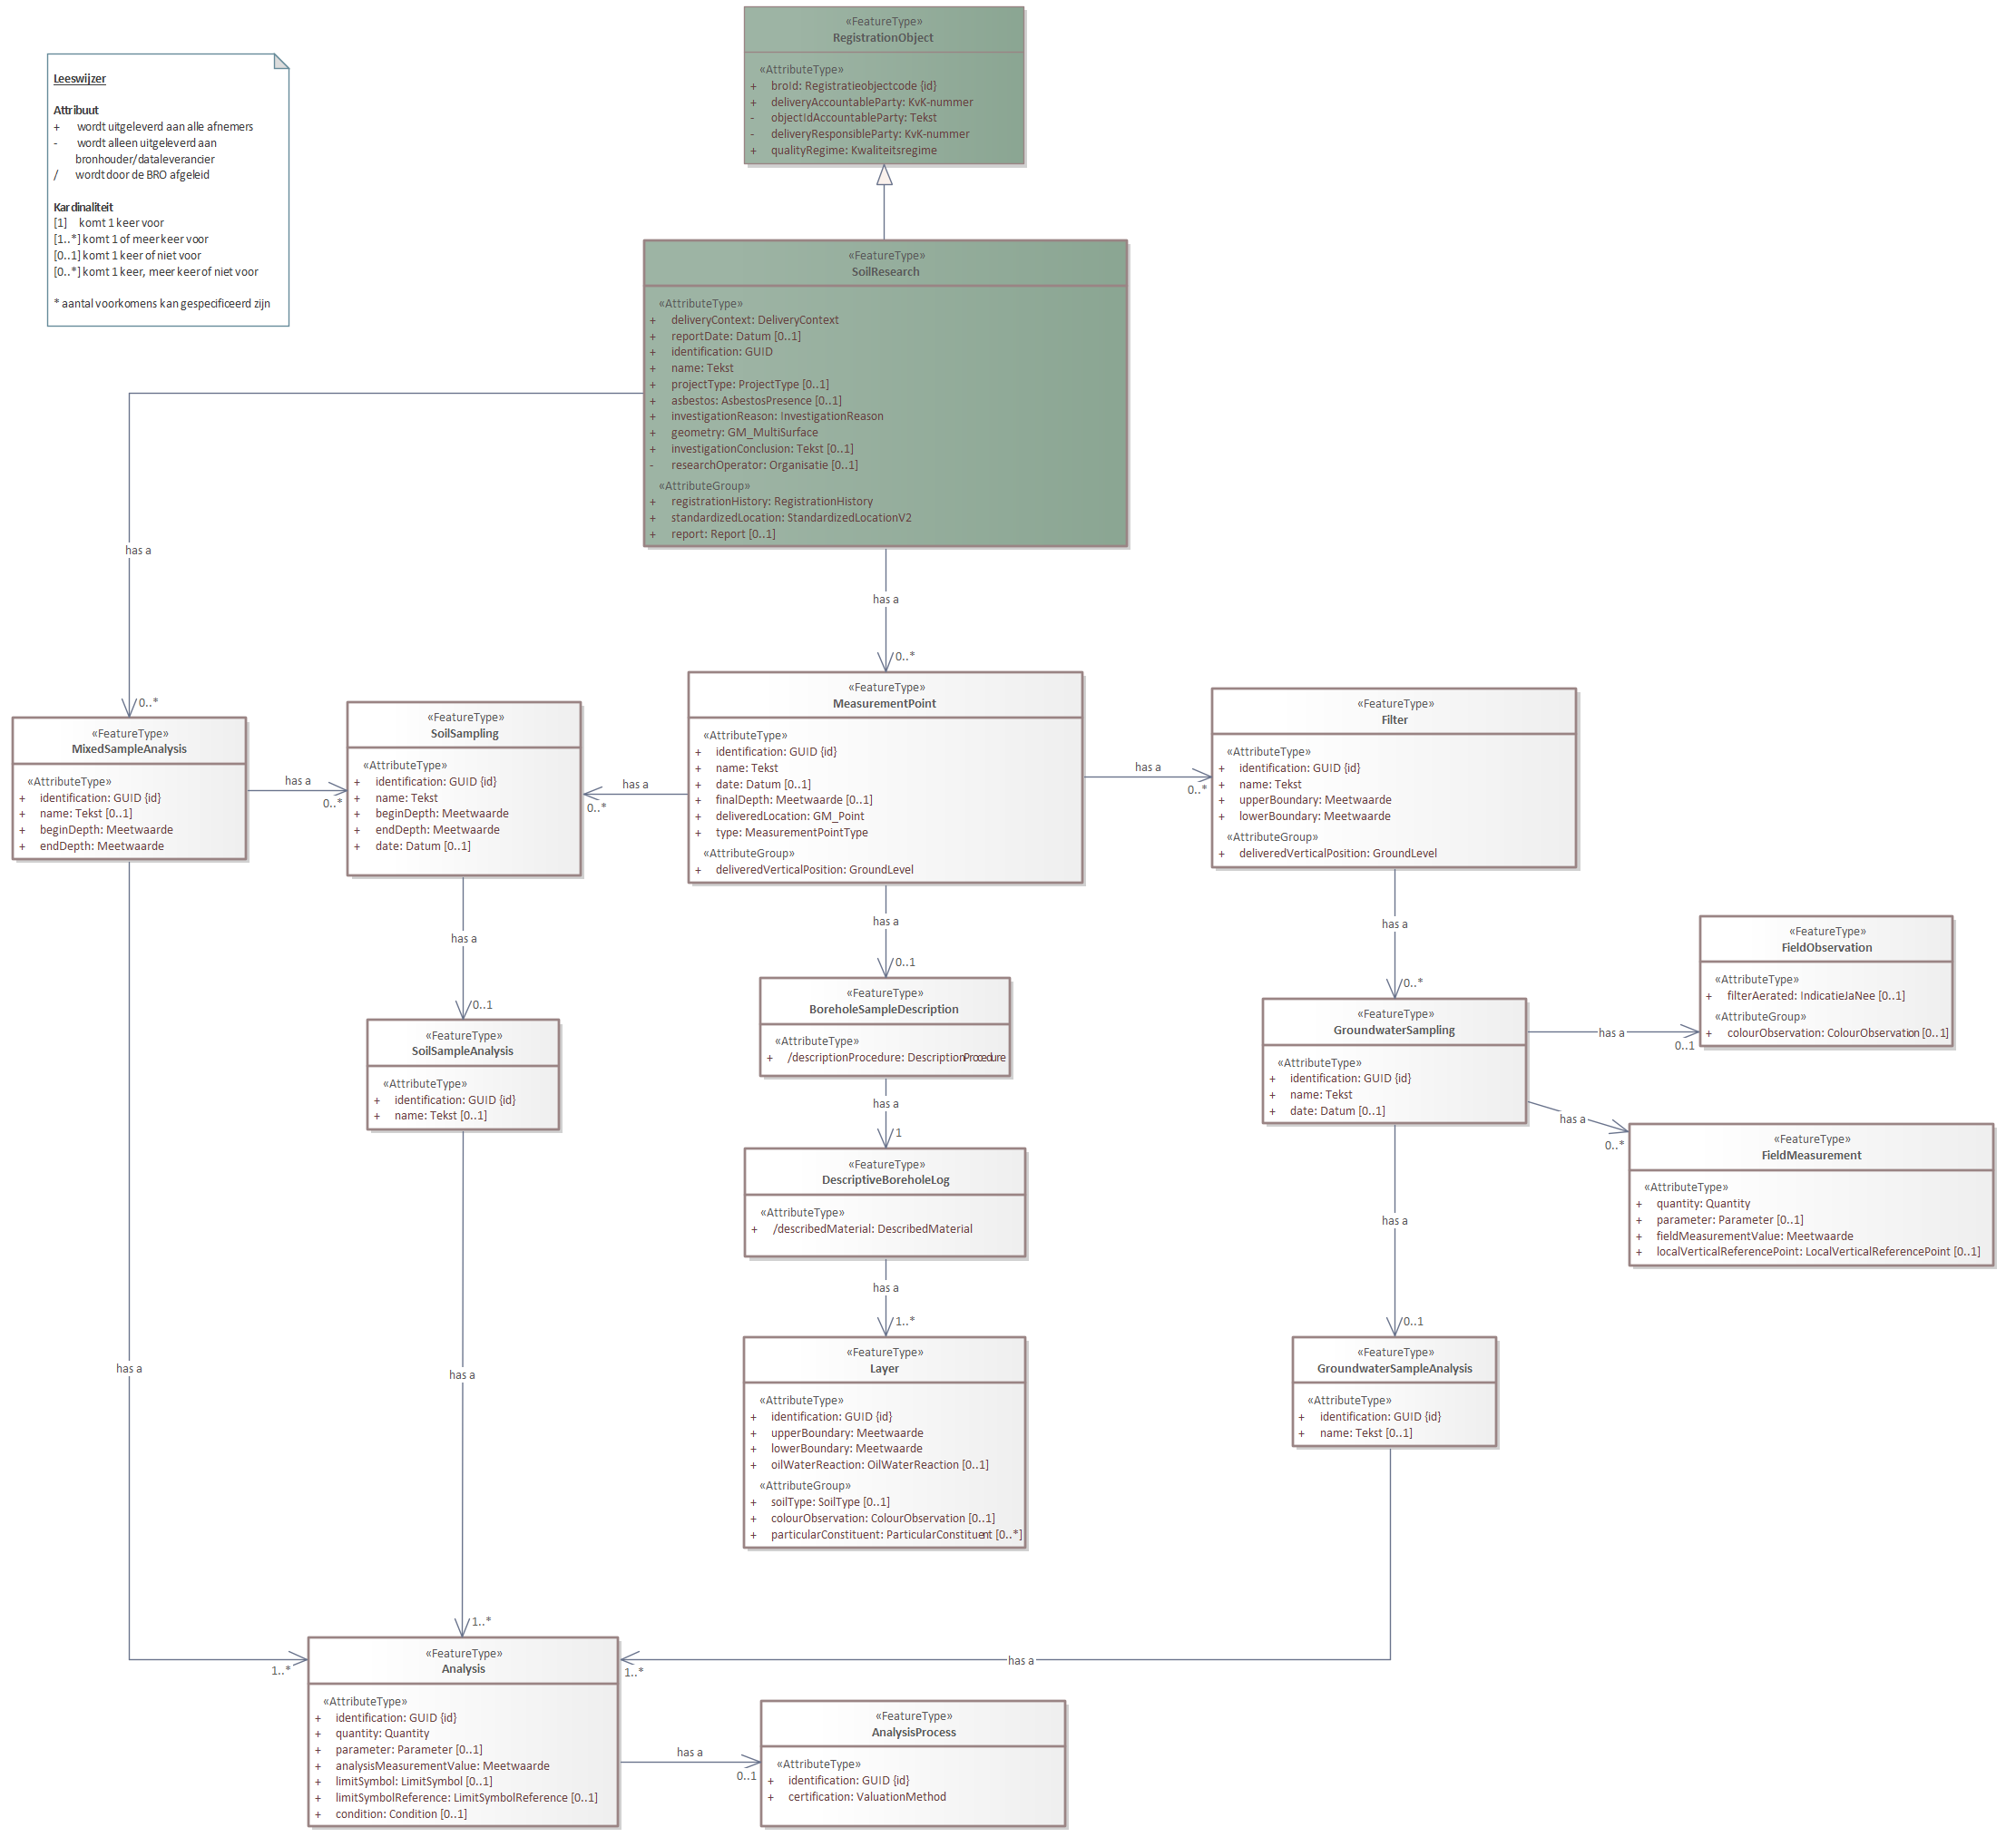 «FeatureType»
RegistrationObject
«AttributeType»
+ broId: Registratieobjectcode {id}
+ deliveryAccountableParty: KvK-nummer
- objectIdAccountableParty: Tekst
- deliveryResponsibleParty: KvK-nummer
+ qualityRegime: Kwaliteitsregime
Leeswijzer
Attribuut
+ wordt uitgeleverd aan alle afnemers
- wordt alleen uitgeleverd aan
bronhouder/dataleverancier
/ wordt door de BRO afgeleid
Kardinaliteit
[1] komt 1 keer voor
[1..*] komt 1 of meer keer voor
[0..1] komt 1 keer of niet voor
[0..*] komt 1 keer, meer keer of niet voor
* aantal voorkomens kan gespecificeerd zijn
«FeatureType»
SoilResearch
«AttributeType»
+ deliveryContext: DeliveryContext
+ reportDate: Datum [0..1]
+ identification: GUID
+ name: Tekst
+ projectType: ProjectType [0..1]
+ asbestos: AsbestosPresence [0..1]
+ investigationReason: InvestigationReason
+ geometry: GM_MultiSurface
+ investigationConclusion: Tekst [0..1]
- researchOperator: Organisatie [0..1]
«AttributeGroup»
+ registrationHistory: RegistrationHistory
+ standardizedLocation: StandardizedLocationV2
+ report: Report [0..1]
has a
0..*
has a
0..*
«FeatureType»
MixedSampleAnalysis
«AttributeType»
+ identification: GUID {id}
+ name: Tekst [0..1]
+ beginDepth: Meetwaarde
+ endDepth: Meetwaarde
has a
0..*
«FeatureType»
SoilSampling
«AttributeType»
+ identification: GUID {id}
+ name: Tekst
+ beginDepth: Meetwaarde
+ endDepth: Meetwaarde
+ date: Datum [0..1]
has a
0..*
«FeatureType»
MeasurementPoint
«AttributeType»
+ identification: GUID {id}
+ name: Tekst
+ date: Datum [0..1]
+ finalDepth: Meetwaarde [0..1]
+ deliveredLocation: GM_Point
+ type: MeasurementPointType
«AttributeGroup»
+ deliveredVerticalPosition: GroundLevel
has a
0..*
«FeatureType»
Filter
«AttributeType»
+ identification: GUID {id}
+ name: Tekst
+ upperBoundary: Meetwaarde
+ lowerBoundary: Meetwaarde
«AttributeGroup»
+ deliveredVerticalPosition: GroundLevel
has a
0..1
«FeatureType»
SoilSampleAnalysis
«AttributeType»
+ identification: GUID {id}
+ name: Tekst [0..1]
has a
0..1
«FeatureType»
BoreholeSampleDescription
«AttributeType»
+ /descriptionProcedure: DescriptionProcedure
has a
1
«FeatureType»
DescriptiveBoreholeLog
«AttributeType»
+ /describedMaterial: DescribedMaterial
has a
1..*
«FeatureType»
Layer
«AttributeType»
+ identification: GUID {id}
+ upperBoundary: Meetwaarde
+ lowerBoundary: Meetwaarde
+ oilWaterReaction: OilWaterReaction [0..1]
«AttributeGroup»
+ soilType: SoilType [0..1]
+ colourObservation: ColourObservation [0..1]
+ particularConstituent: ParticularConstituent [0..*]
has a
0..*
«FeatureType»
GroundwaterSampling
«AttributeType»
+ identification: GUID {id}
+ name: Tekst
+ date: Datum [0..1]
has a
0..1
«FeatureType»
FieldObservation
«AttributeType»
+ filterAerated: IndicatieJaNee [0..1]
«AttributeGroup»
+ colourObservation: ColourObservation [0..1]
has a
0..*
«FeatureType»
FieldMeasurement
«AttributeType»
+ quantity: Quantity
+ parameter: Parameter [0..1]
+ fieldMeasurementValue: Meetwaarde
+ localVerticalReferencePoint: LocalVerticalReferencePoint [0..1]
has a
0..1
«FeatureType»
GroundwaterSampleAnalysis
«AttributeType»
+ identification: GUID {id}
+ name: Tekst [0..1]
has a
1..*
has a
1..*
has a
1..*
«FeatureType»
Analysis
«AttributeType»
+ identification: GUID {id}
+ quantity: Quantity
+ parameter: Parameter [0..1]
+ analysisMeasurementValue: Meetwaarde
+ limitSymbol: LimitSymbol [0..1]
+ limitSymbolReference: LimitSymbolReference [0..1]
+ condition: Condition [0..1]
has a
0..1
«FeatureType»
AnalysisProcess
«AttributeType»
+ identification: GUID {id}
+ certification: ValuationMethod